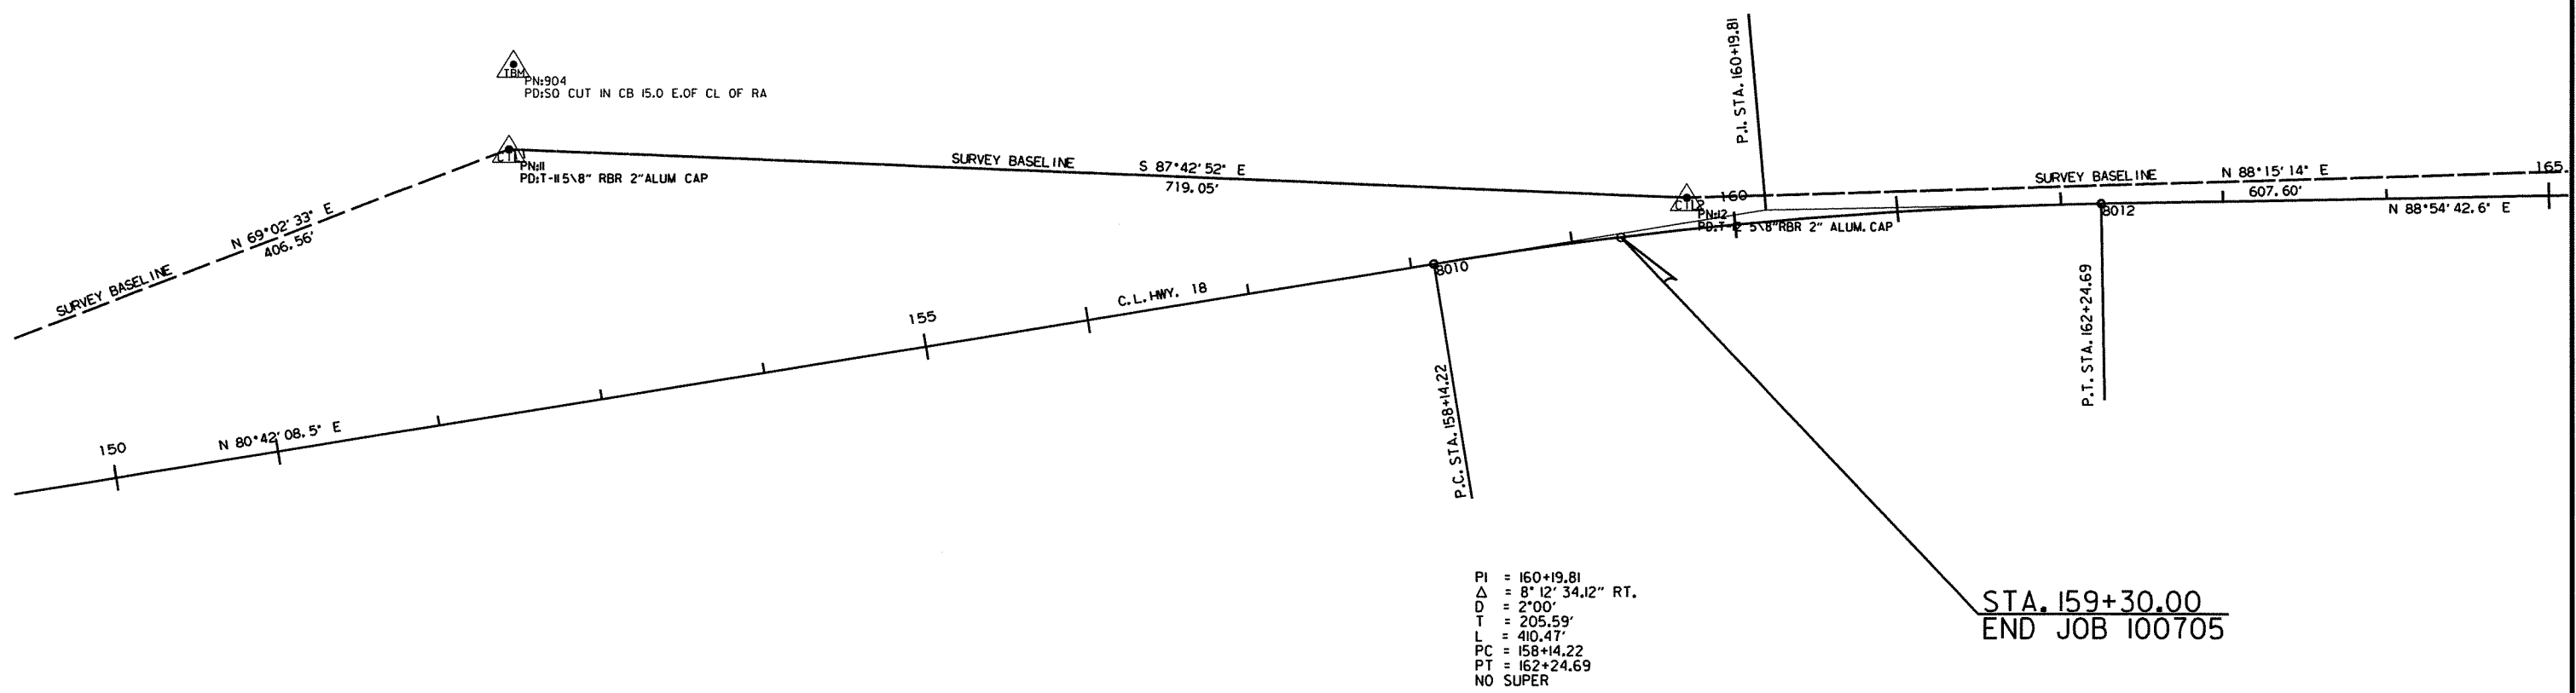 P.I. STA. 160+19.81
TBM
PN:904
PD:SQ CUT IN CB 15.0 E.OF CL OF RA
PN:11
PD:T-11 5\8" RBR 2"ALUM CAP
SURVEY BASELINE
S 87°42'52" E
719.05'
SURVEY BASELINE
N 69°02'33" E
406.56'
CTL2
160
PN:12
PD:T-12 5\8"RBR 2" ALUM. CAP
SURVEY BASELINE
N 88°15'14" E
607.60'
165
8012
N 88°54'42.6" E
8010
C.L. HWY. 18
155
150
N 80°42'08.5" E
P.C. STA. 158+14.22
P.T. STA. 162+24.69
PI = 160+19.81
Δ = 8°12'34.12" RT.
D = 2°00'
T = 205.59'
L = 410.47'
PC = 158+14.22
PT = 162+24.69
NO SUPER
STA. 159+30.00
END JOB 100705